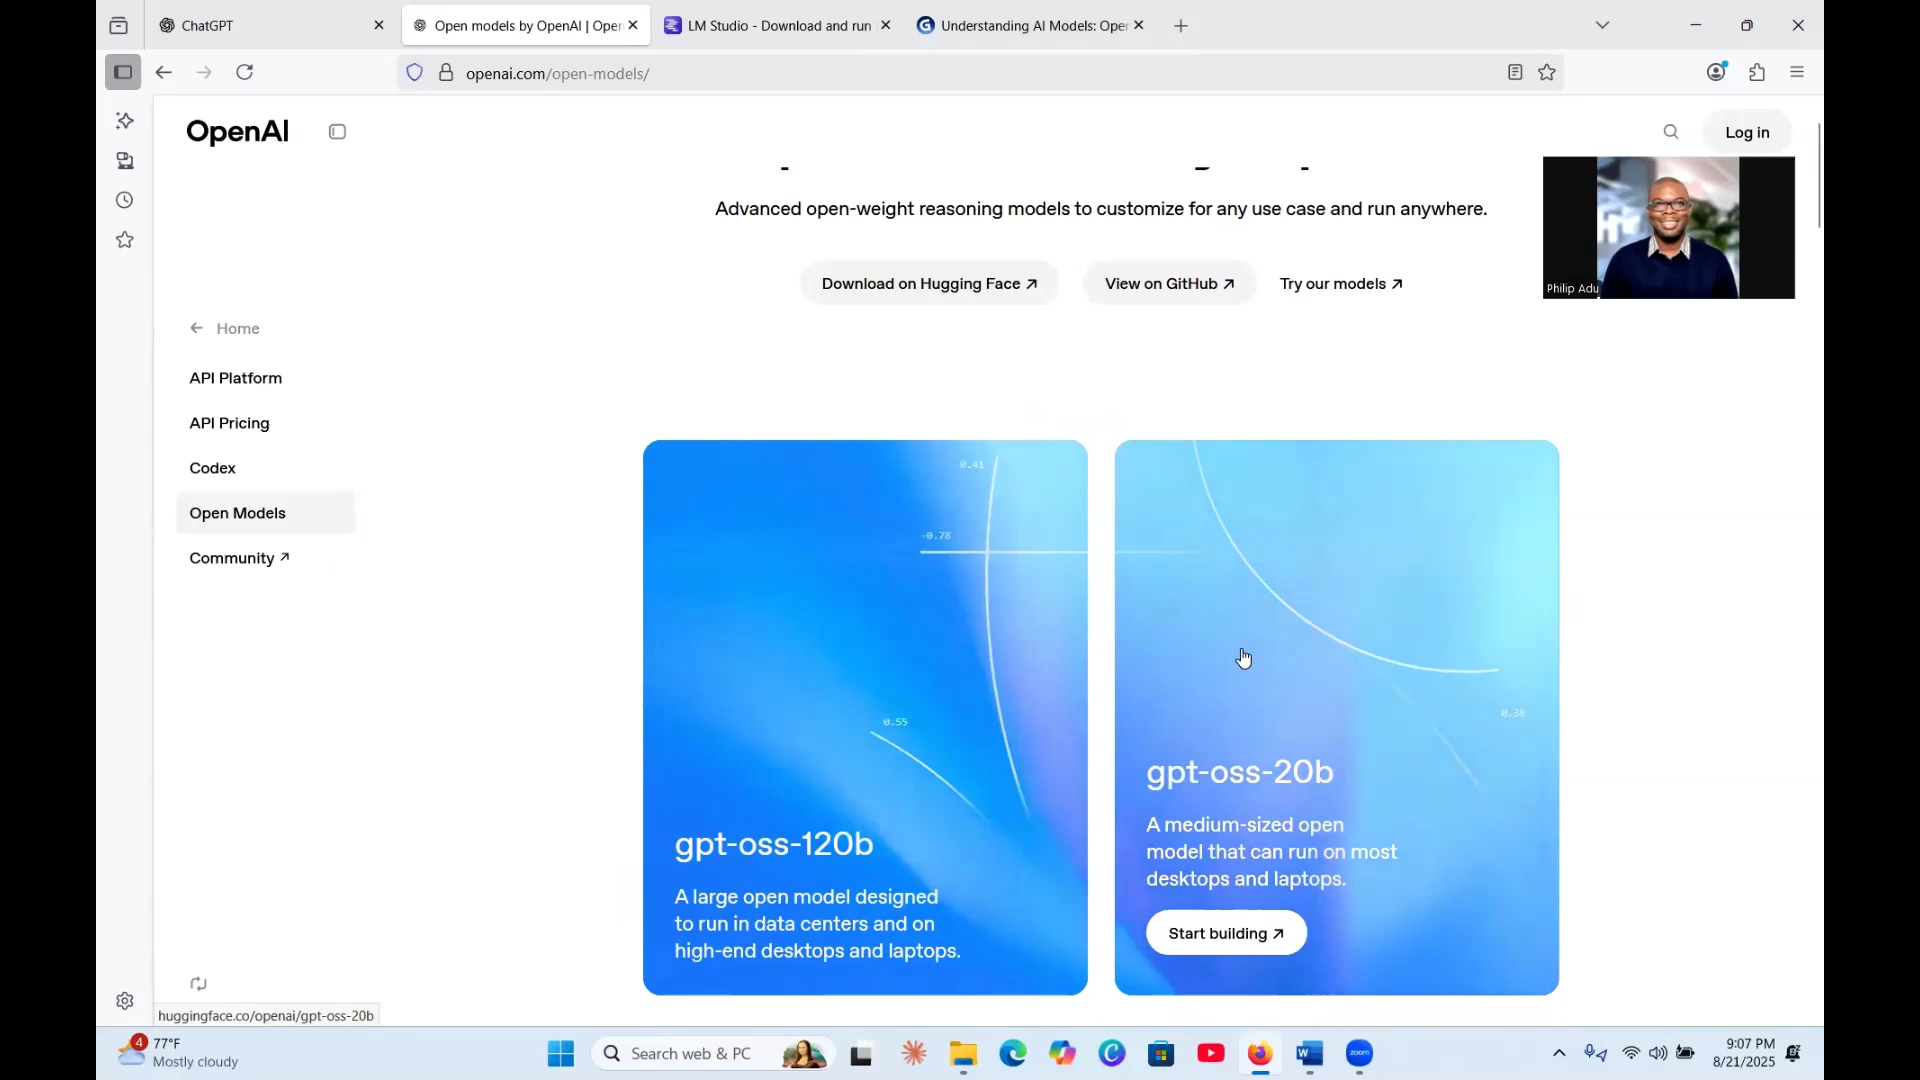 ChatGPT
Open models by OpenAI | Open
LM Studio - Download and run
Understanding AI Models: Oper
openai.com/open-models/
OpenAI
Log in
Advanced open-weight reasoning models to customize for any use case and run anywhere.
Download on Hugging Face ↗
View on GitHub ↗
Try our models ↗
Philip Adu
← Home
API Platform
API Pricing
Codex
Open Models
Community ↗
0.41
-0.78
0.55
gpt-oss-120b
A large open model designed
to run in data centers and on
high-end desktops and laptops.
0.38
gpt-oss-20b
A medium-sized open
model that can run on most
desktops and laptops.
Start building ↗
huggingface.co/openai/gpt-oss-20b
4
77°F
Mostly cloudy
Search web & PC
zoom
9:07 PM
8/21/2025